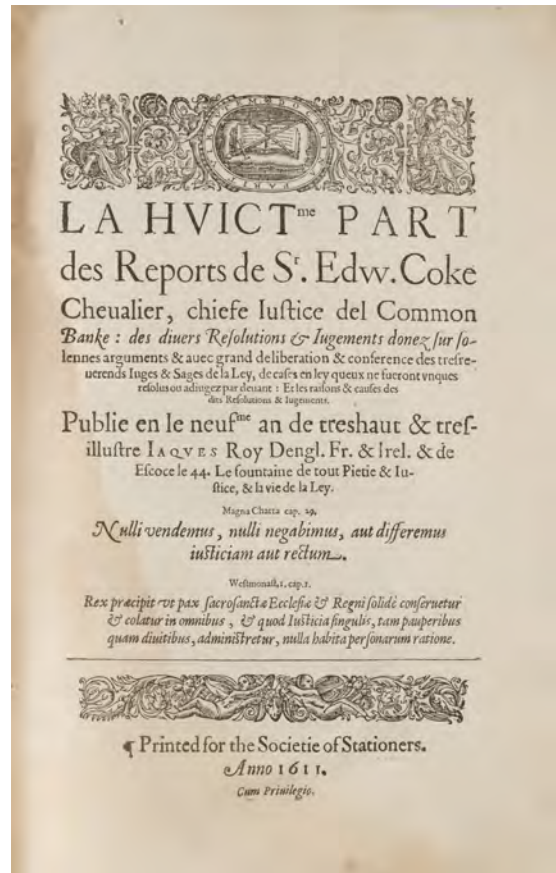 LA HVICT^me PART
des Reports de S^r. Edw. Coke
Cheualier, chiefe Iuſtice del Common
Banke : des diuers Reſolutions & Iugements donez ſur ſo-
lennes arguments & auec grand deliberation & conference des treſre-
uerends Iuges & Sages de la Ley, de caſes en ley queux ne fueront vnques
reſolus ou adiugez par deuant : Et les raiſons & cauſes des
dits Reſolutions & Iugements.
Publie en le neuf^me an de treshaut & treſ-
illuſtre IAQVES Roy Dengl. Fr. & Irel. & de
Eſcoce le 44. Le fountaine de tout Pietie & Iu-
ſtice, & la vie de la Ley.
Magna Charta cap. 29.
Nulli vendemus, nulli negabimus, aut differemus
iuſticiam aut rectum.
Weſtmonaſt, 1. cap. 1.
Rex præcipit vt pax ſacroſanctæ Eccleſiæ & Regni ſolidè conſeruetur
& colatur in omnibus, & quod Iuſticia ſingulis, tam pauperibus
quam diuitibus, adminiſtretur, nulla habita perſonarum ratione.
¶ Printed for the Societie of Stationers.
Anno 1611.
Cum Priuilegio.